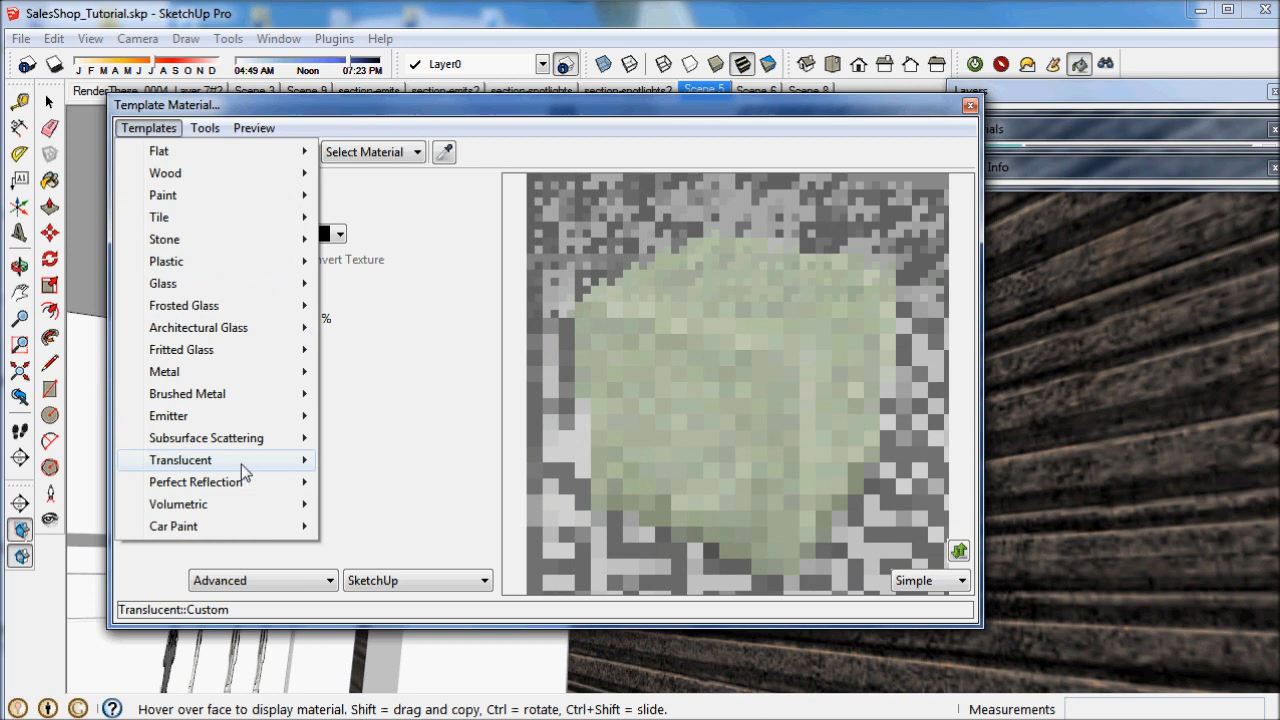 SalesShop_Tutorial.skp - SketchUp Pro
File Edit View Camera Draw Tools Window Plugins Help
J F M A M J J A S O N D 04:49 AM Noon 07:23 PM Layer0
RenderThese_0004_Layer 7ff2 Scene 3 Scene 9 section-emits section-emits2 section-spotlights section-spotlights2 Scene 5 Scene 6 Scene 8 Layers
Template Material...
Templates Tools Preview
ials
Info
Select Material
Flat
Wood
Paint
Tile
Stone
Plastic
Glass
Frosted Glass
Architectural Glass
Fritted Glass
Metal
Brushed Metal
Emitter
Subsurface Scattering
Translucent
Perfect Reflection
Volumetric
Car Paint
nvert Texture
%
Advanced SketchUp Simple
Translucent::Custom
Hover over face to display material. Shift = drag and copy, Ctrl = rotate, Ctrl+Shift = slide. Measurements